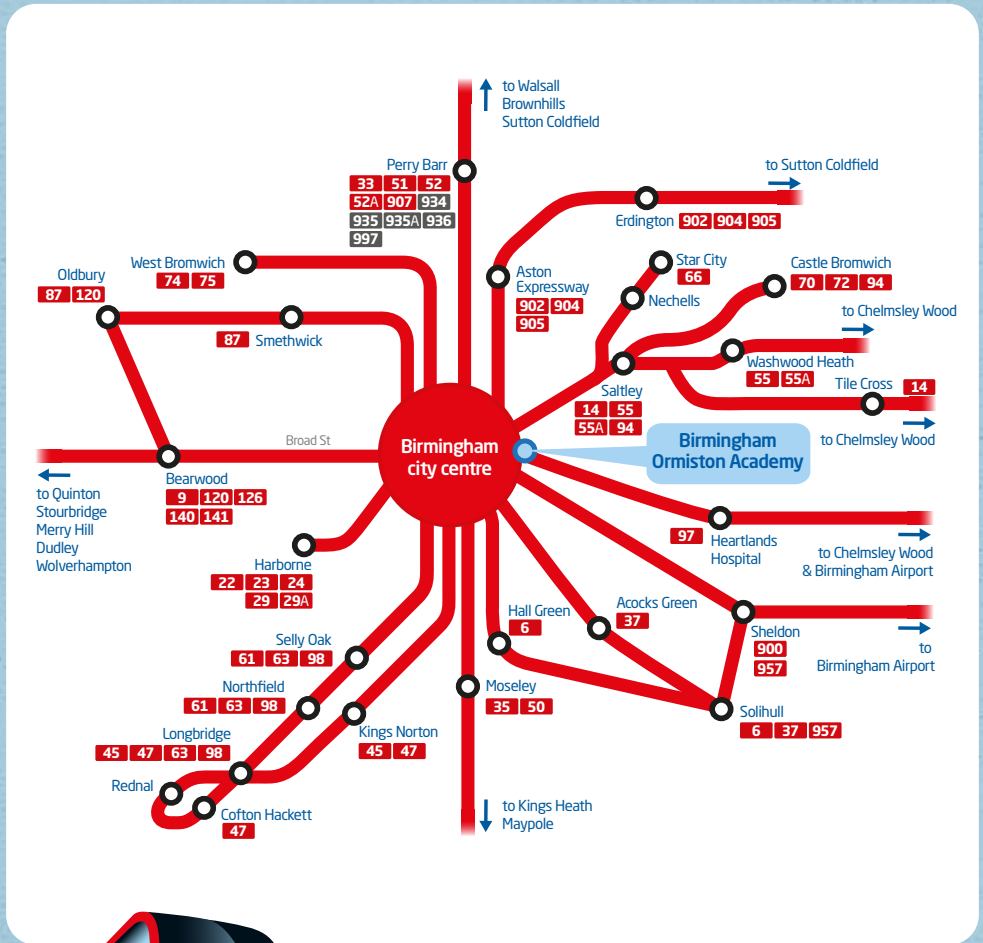 to Walsall
Brownhills
Sutton Coldfield
Perry Barr
33 51 52
52A 907 934
935 935A 936
997
to Sutton Coldfield
Erdington 902 904 905
West Bromwich
74 75
Oldbury
87 120
87 Smethwick
Aston
Expressway
902 904
905
Star City
66
Nechells
Castle Bromwich
70 72 94
to Chelmsley Wood
Washwood Heath
55 55A
Tile Cross 14
to Chelmsley Wood
Saltley
14 55
55A 94
Birmingham
city centre
Birmingham
Ormiston Academy
Broad St
Bearwood
9 120 126
140 141
to Quinton
Stourbridge
Merry Hill
Dudley
Wolverhampton
97 Heartlands
Hospital
to Chelmsley Wood
& Birmingham Airport
Harborne
22 23 24
29 29A
Hall Green
6
Acocks Green
37
Sheldon
900
957
to
Birmingham Airport
Selly Oak
61 63 98
Northfield
61 63 98
Moseley
35 50
Solihull
6 37 957
Longbridge
45 47 63 98
Kings Norton
45 47
Rednal
Cofton Hackett
47
to Kings Heath
Maypole